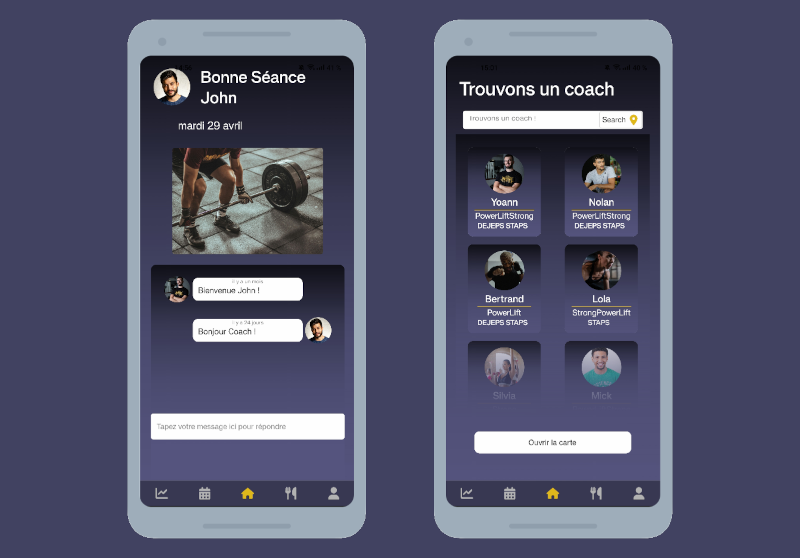 Bonne Séance
John
mardi 29 avril
il y a un mois
Bienvenue John !
il y a 24 jours
Bonjour Coach !
Tapez votre message ici pour répondre
Trouvons un coach
trouvons un coach !
Search
Yoann
PowerLiftStrong
DEJEPS STAPS
Nolan
PowerLiftStrong
DEJEPS STAPS
Bertrand
PowerLift
DEJEPS STAPS
Lola
StrongPowerLift
STAPS
Silvia
Mick
Ouvrir la carte